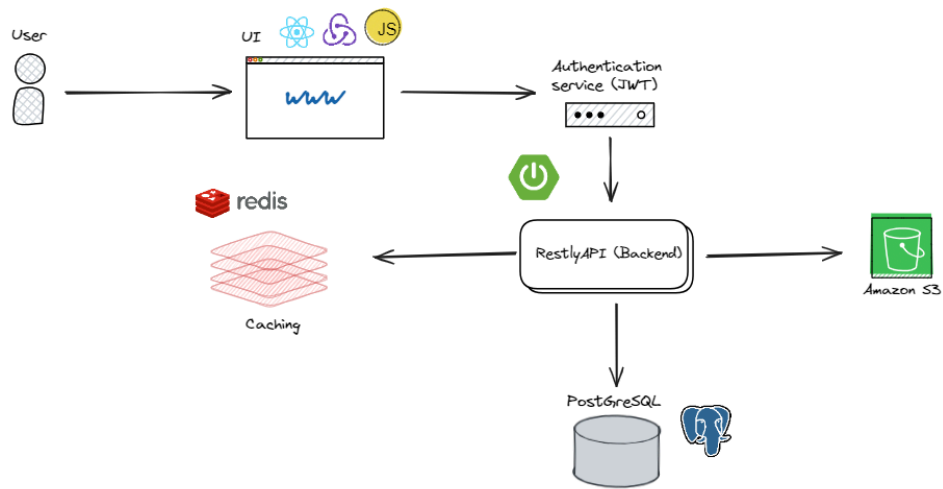 User
UI
JS
www
Authentication
service (JWT)
redis
RestlyAPI (Backend)
Amazon S3
Caching
PostGreSQL